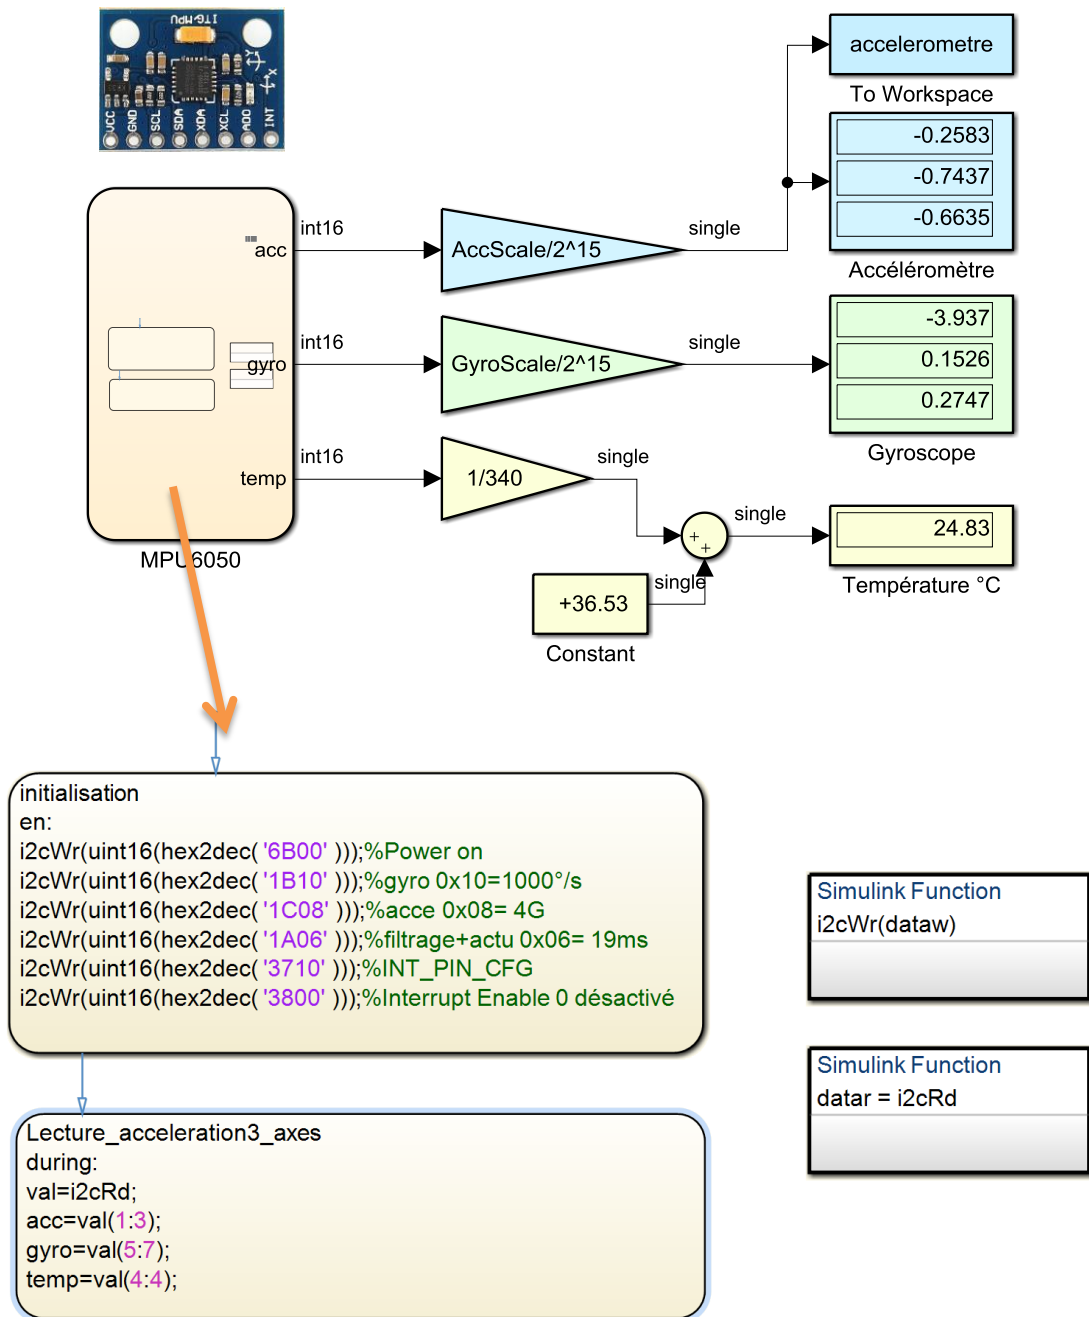 ITG/MPU
Y
X
VCC
GND
SCL
SDA
XDA
XCL
ADO
INT
accelerometre
To Workspace
-0.2583
-0.7437
-0.6635
Accéléromètre
acc
int16
AccScale/2^15
single
gyro
int16
GyroScale/2^15
single
-3.937
0.1526
0.2747
Gyroscope
temp
int16
1/340
single
single
24.83
Température °C
+36.53
single
Constant
MPU6050
initialisation
en:
i2cWr(uint16(hex2dec( '6B00' )));%Power on
i2cWr(uint16(hex2dec( '1B10' )));%gyro 0x10=1000°/s
i2cWr(uint16(hex2dec( '1C08' )));%acce 0x08= 4G
i2cWr(uint16(hex2dec( '1A06' )));%filtrage+actu 0x06= 19ms
i2cWr(uint16(hex2dec( '3710' )));%INT_PIN_CFG
i2cWr(uint16(hex2dec( '3800' )));%Interrupt Enable 0 désactivé
Simulink Function
i2cWr(dataw)
Simulink Function
datar = i2cRd
Lecture_acceleration3_axes
during:
val=i2cRd;
acc=val(1:3);
gyro=val(5:7);
temp=val(4:4);